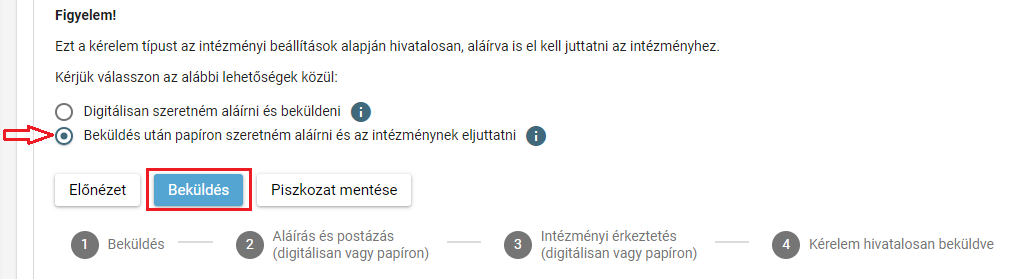 Figyelem!
Ezt a kérelem típust az intézményi beállítások alapján hivatalosan, aláírva is el kell juttatni az intézményhez.
Kérjük válasszon az alábbi lehetőségek közül:
Digitálisan szeretném aláírni és beküldeni i
Beküldés után papíron szeretném aláírni és az intézménynek eljuttatni i
Előnézet Beküldés Piszkozat mentése
1 Beküldés 2 Aláírás és postázás (digitálisan vagy papíron) 3 Intézményi érkeztetés (digitálisan vagy papíron) 4 Kérelem hivatalosan beküldve